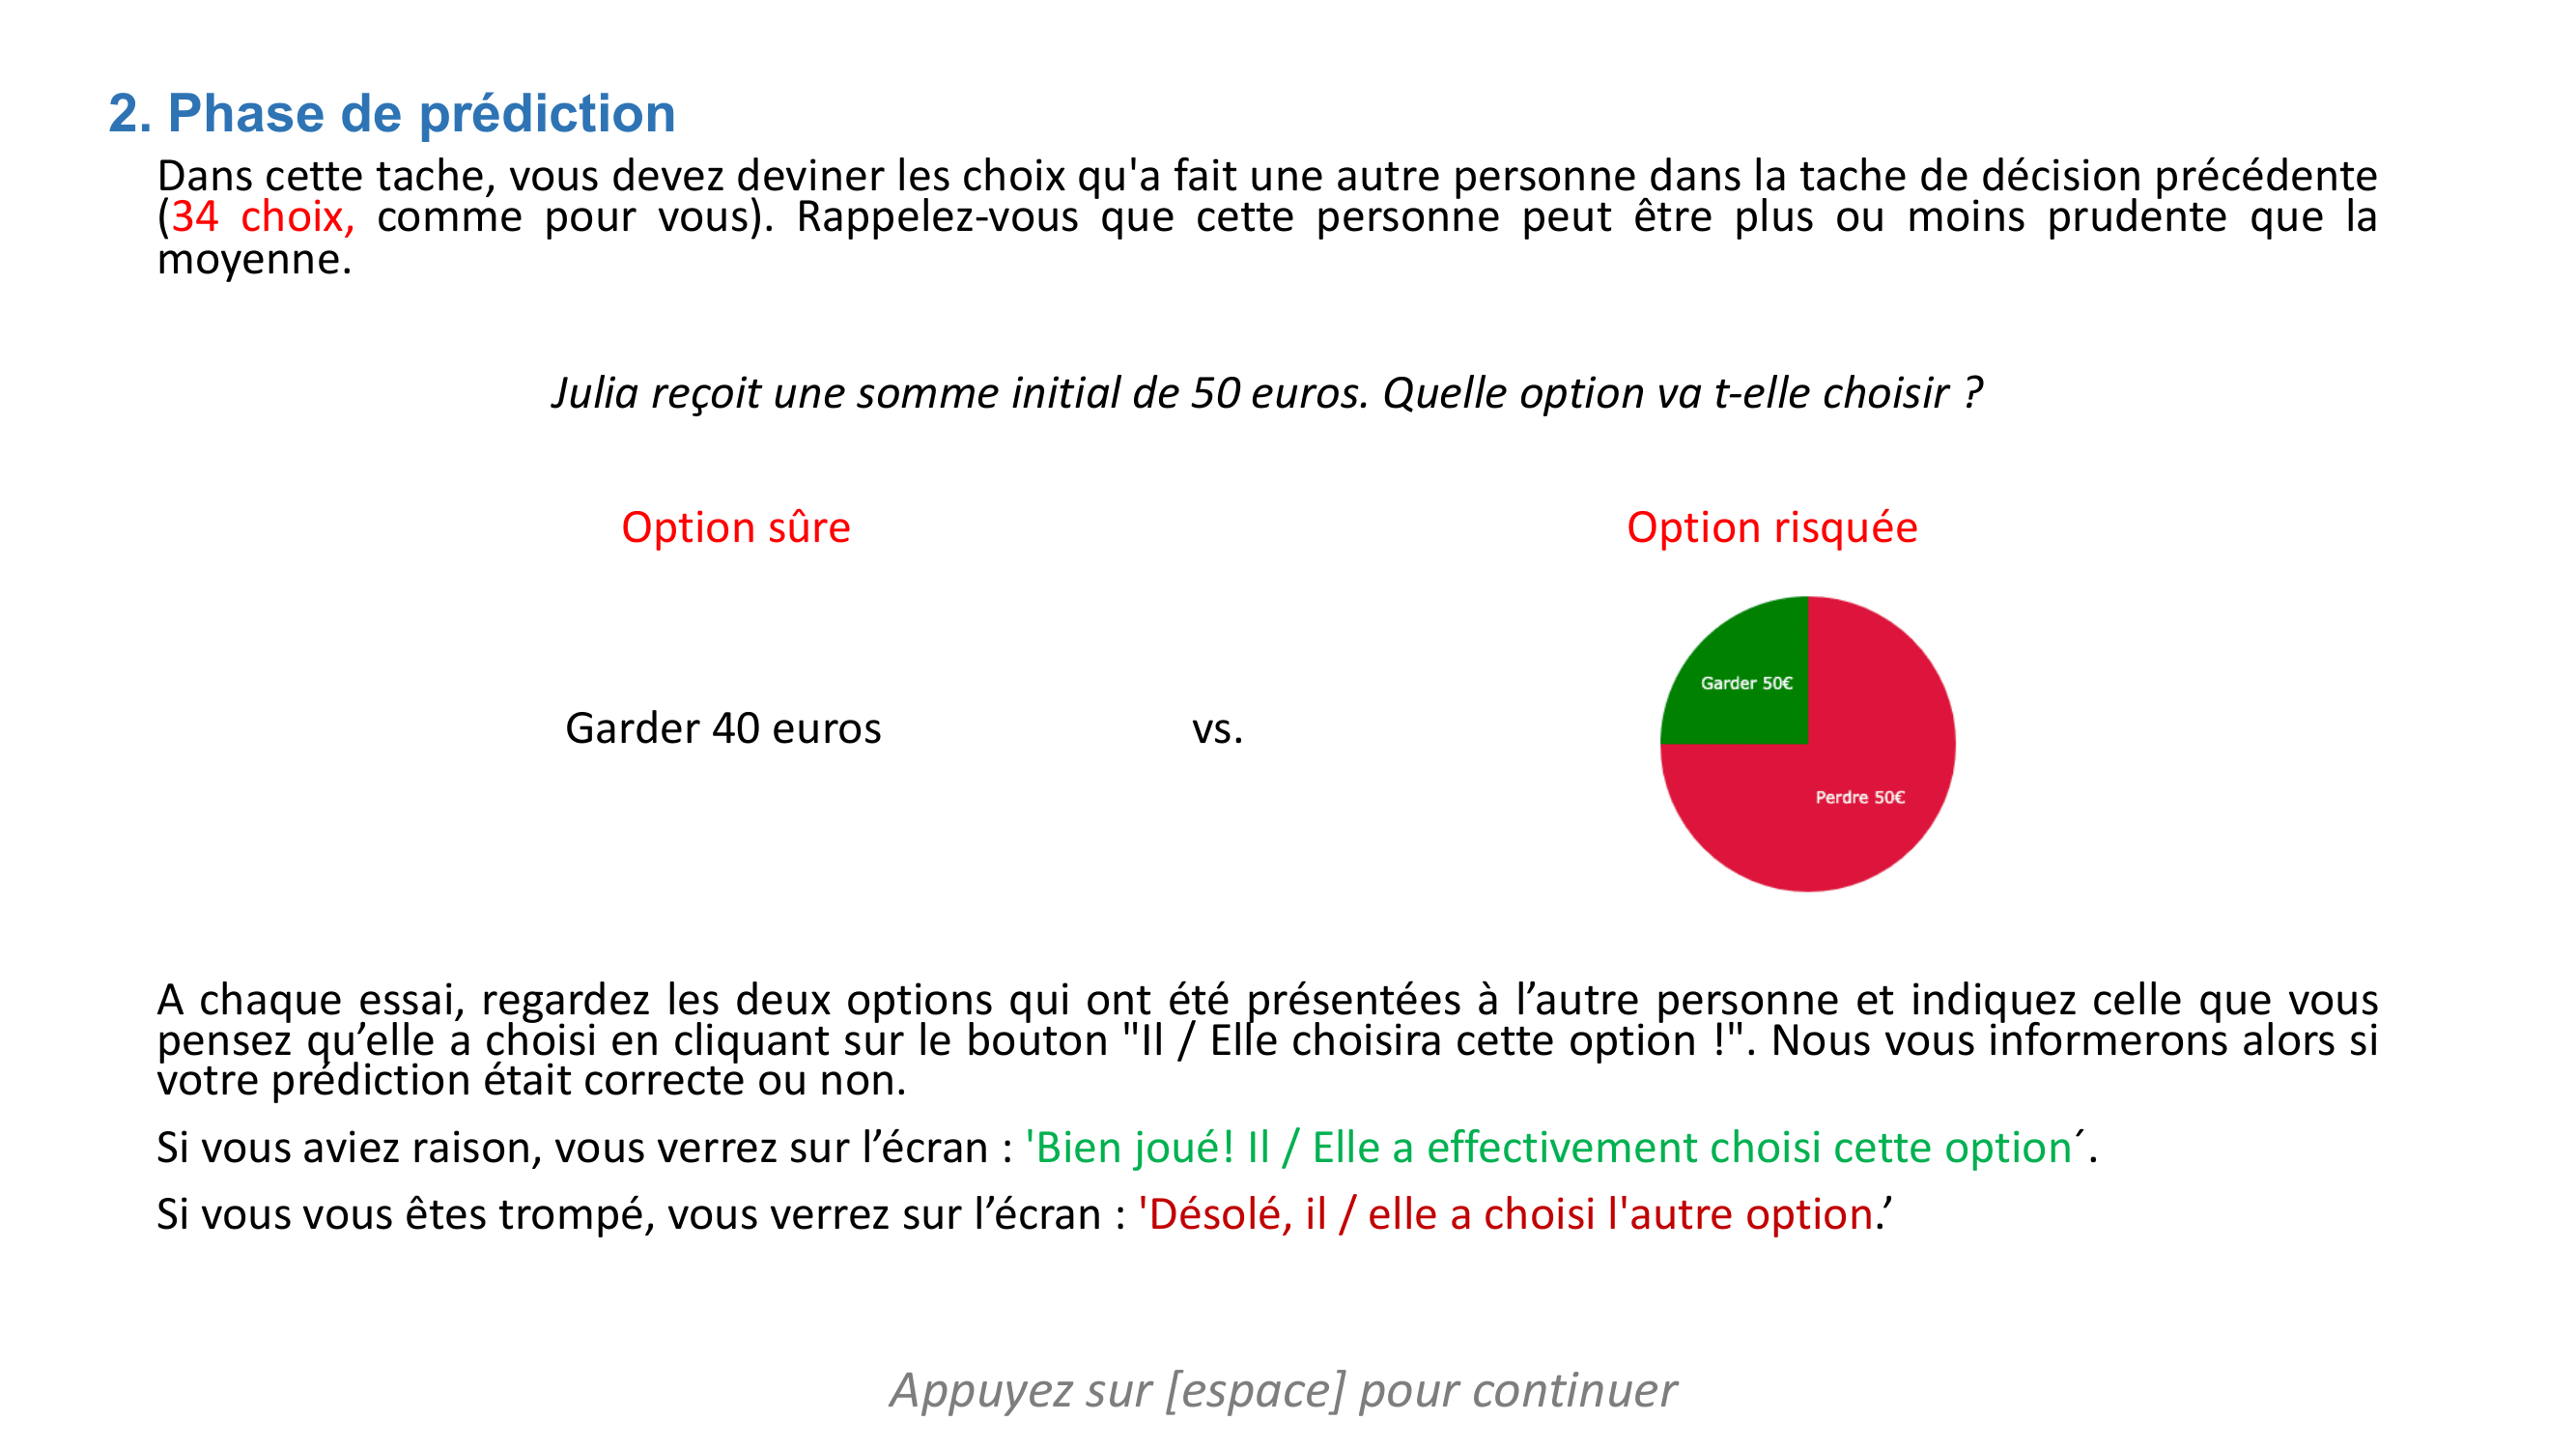 2. Phase de prédiction
Dans cette tache, vous devez deviner les choix qu'a fait une autre personne dans la tache de décision précédente
(34 choix, comme pour vous). Rappelez-vous que cette personne peut être plus ou moins prudente que la
moyenne.
Julia reçoit une somme initial de 50 euros. Quelle option va t-elle choisir ?
Option sûre
Option risquée
Garder 40 euros
vs.
Garder 50€
Perdre 50€
A chaque essai, regardez les deux options qui ont été présentées à l’autre personne et indiquez celle que vous
pensez qu’elle a choisi en cliquant sur le bouton "Il / Elle choisira cette option !". Nous vous informerons alors si
votre prédiction était correcte ou non.
Si vous aviez raison, vous verrez sur l’écran : 'Bien joué! Il / Elle a effectivement choisi cette option´.
Si vous vous êtes trompé, vous verrez sur l’écran : 'Désolé, il / elle a choisi l'autre option.’
Appuyez sur [espace] pour continuer